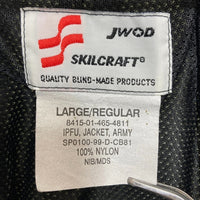 JWOD
SKILCRAFT®
QUALITY BLIND-MADE PRODUCTS
LARGE/REGULAR
8415-01-465-4811
IPFU, JACKET, ARMY
SP0100-99-D-CB81
100% NYLON
NIB/MDS